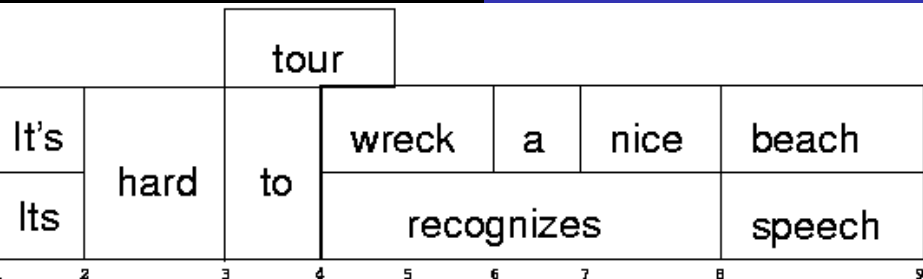 tour
It's hard to wreck a nice beach
Its recognizes speech
2 3 4 5 6 7 8 9